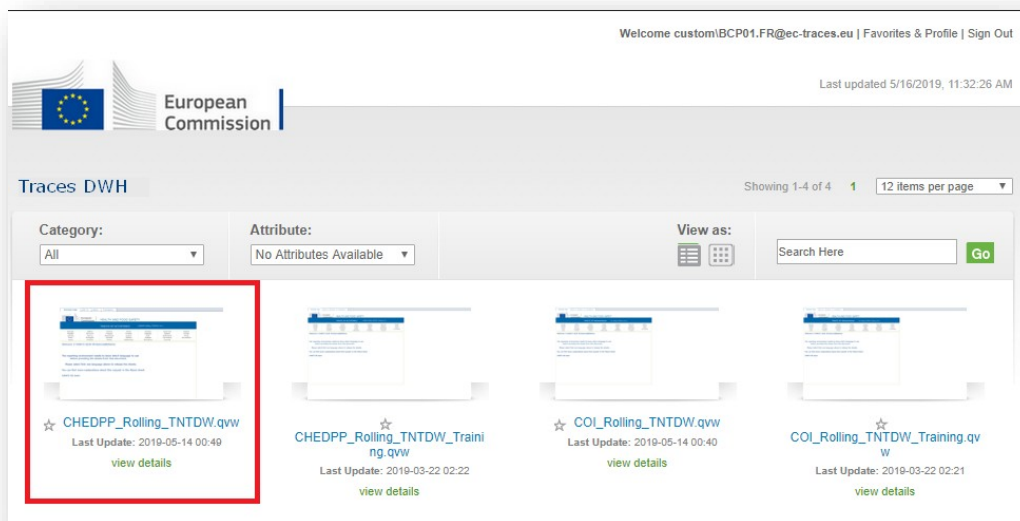 Welcome custom\BCP01.FR@ec-traces.eu | Favorites & Profile | Sign Out
Last updated 5/16/2019, 11:32:26 AM
European
Commission
Traces DWH
Showing 1-4 of 4 1 12 items per page
Category: Attribute: View as:
All No Attributes Available Search Here Go
CHEDPP_Rolling_TNTDW.qvw
Last Update: 2019-05-14 00:49
view details
CHEDPP_Rolling_TNTDW_Traini
ng.qvw
Last Update: 2019-03-22 02:22
view details
COI_Rolling_TNTDW.qvw
Last Update: 2019-05-14 00:40
view details
COI_Rolling_TNTDW_Training.qv
w
Last Update: 2019-03-22 02:21
view details